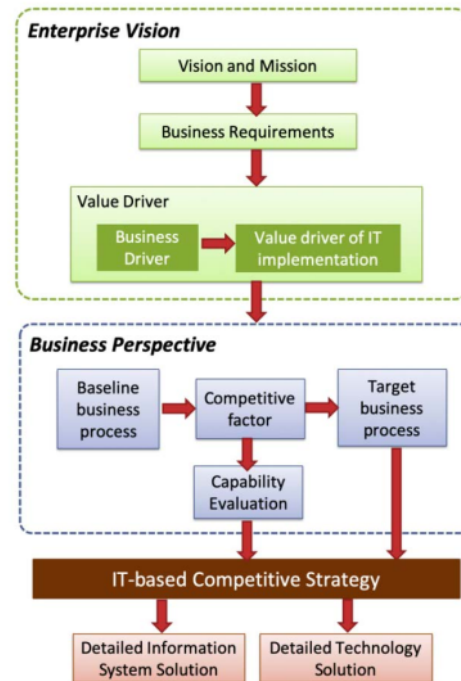 Enterprise Vision
Vision and Mission
Business Requirements
Value Driver
Business
Driver
Value driver of IT
implementation
Business Perspective
Baseline
business
process
Competitive
factor
Target
business
process
Capability
Evaluation
IT-based Competitive Strategy
Detailed Information
System Solution
Detailed Technology
Solution